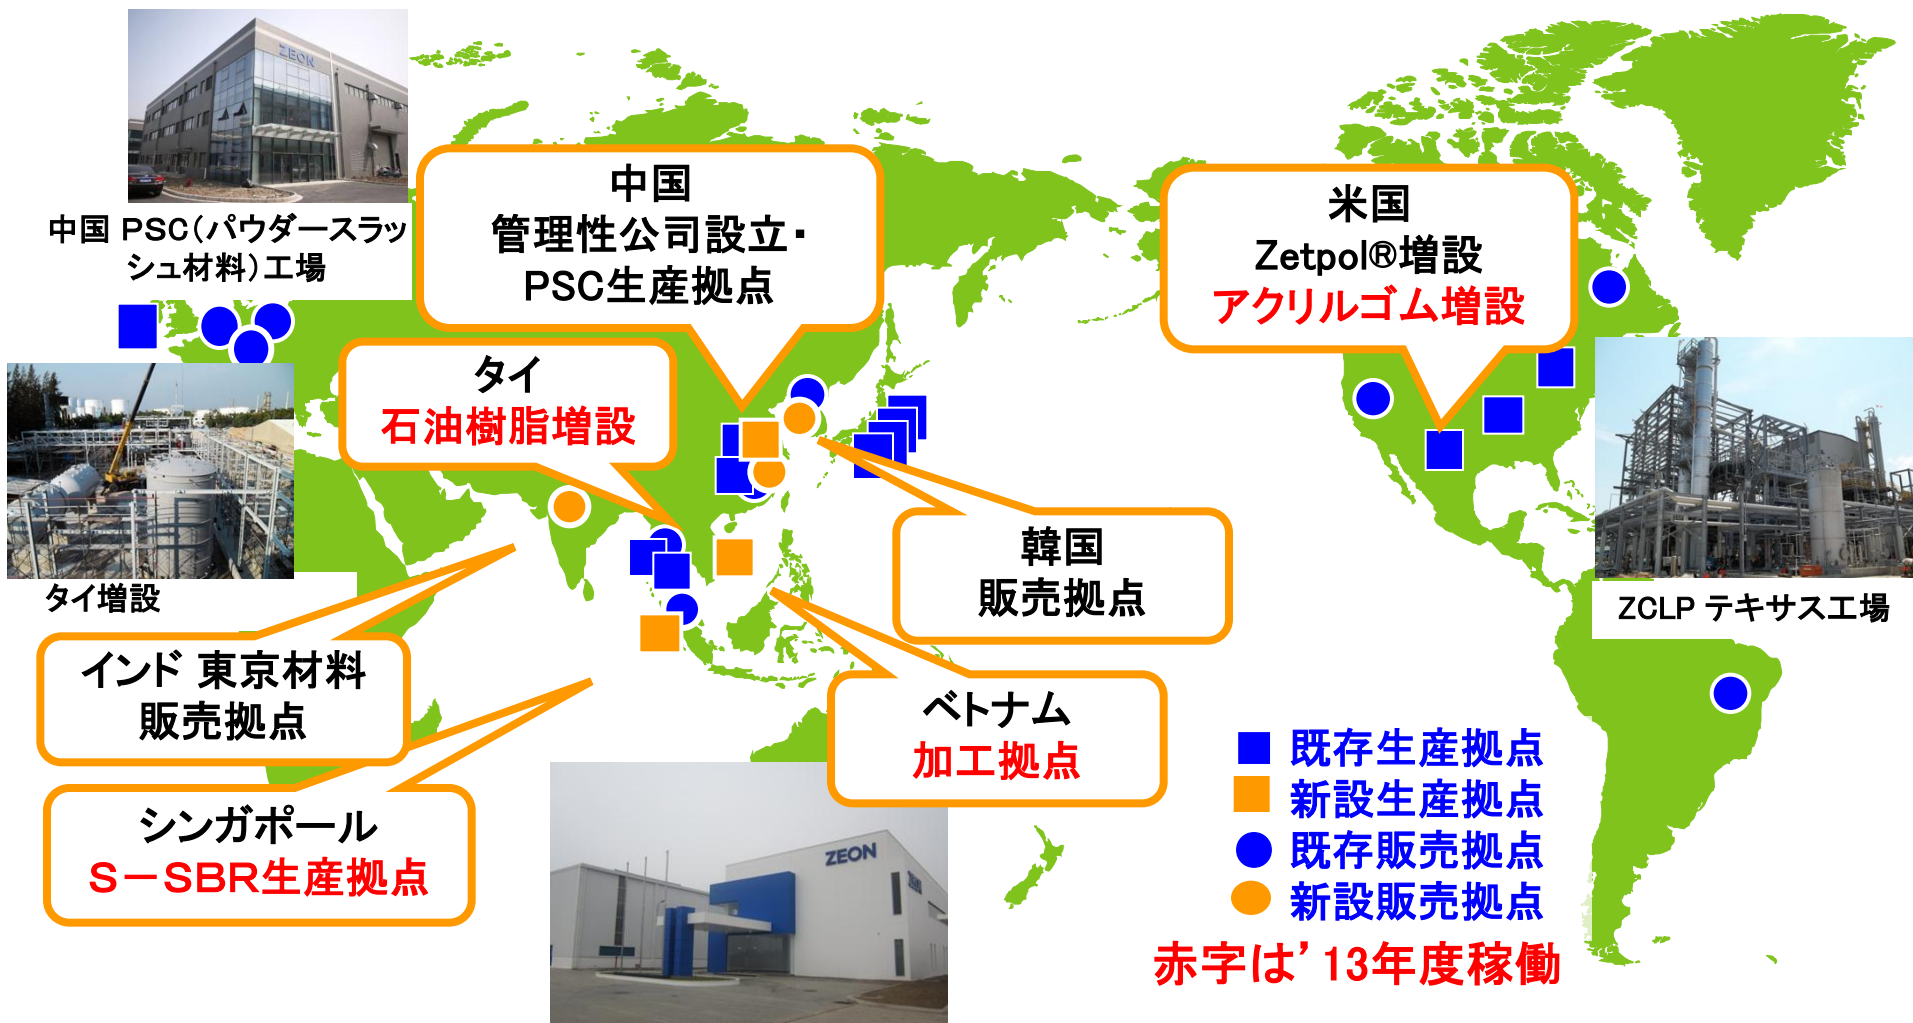 ZEON
中国 PSC(パウダースラッ
シュ材料)工場
中国
管理性公司設立・
PSC生産拠点
米国
Zetpol®増設
アクリルゴム増設
タイ
石油樹脂増設
タイ増設
韓国
販売拠点
ZCLP テキサス工場
インド 東京材料
販売拠点
ベトナム
加工拠点
シンガポール
S-SBR生産拠点
ZEON
ZEON
既存生産拠点
新設生産拠点
既存販売拠点
新設販売拠点
赤字は’13年度稼働